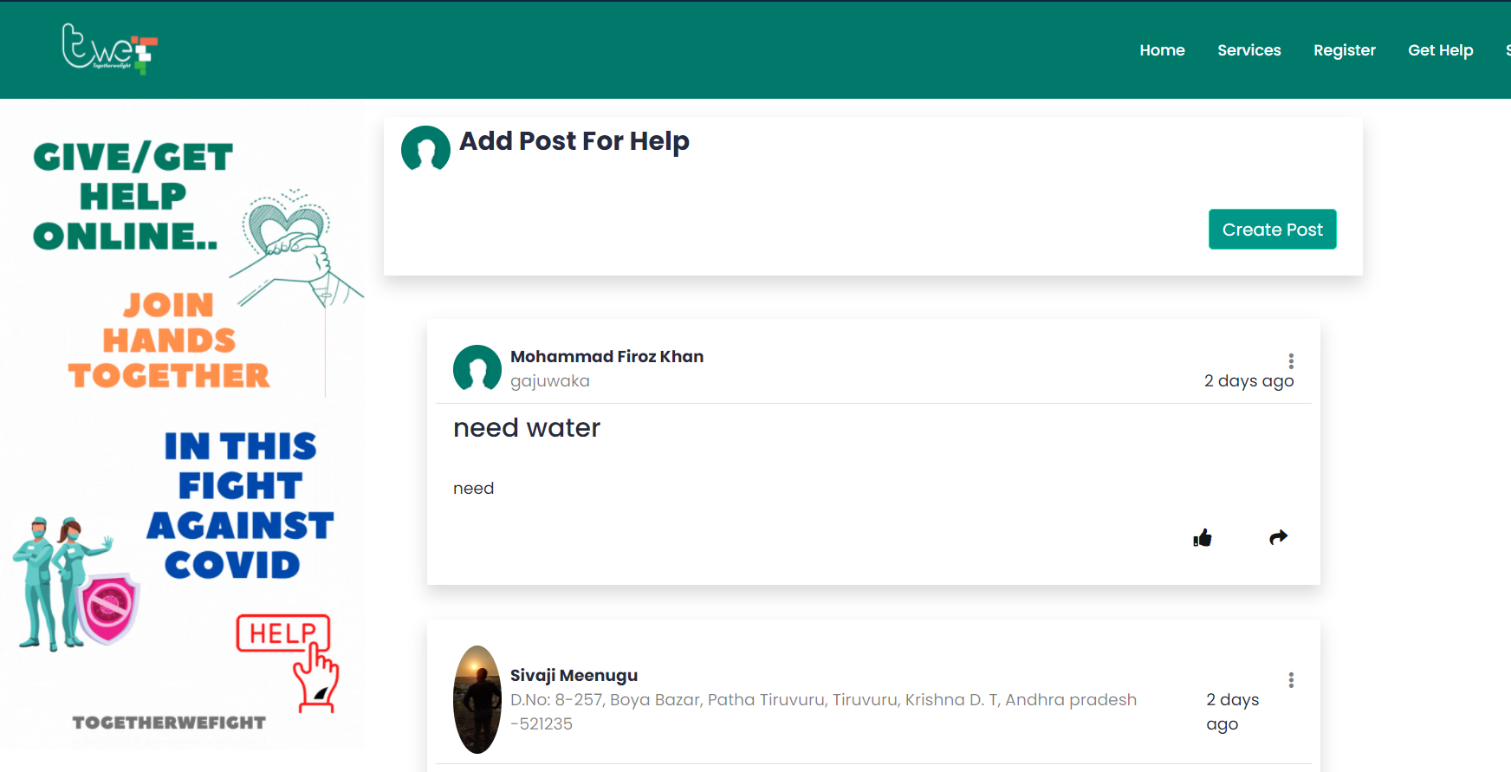 twe
Togetherwefight
Home
Services
Register
Get Help
GIVE/GET
HELP
ONLINE..
JOIN
HANDS
TOGETHER
IN THIS
FIGHT
AGAINST
COVID
HELP
TOGETHERWEFIGHT
Add Post For Help
Create Post
Mohammad Firoz Khan
gajuwaka
2 days ago
need water
need
Sivaji Meenugu
D.No: 8-257, Boya Bazar, Patha Tiruvuru, Tiruvuru, Krishna D. T, Andhra pradesh
-521235
2 days
ago